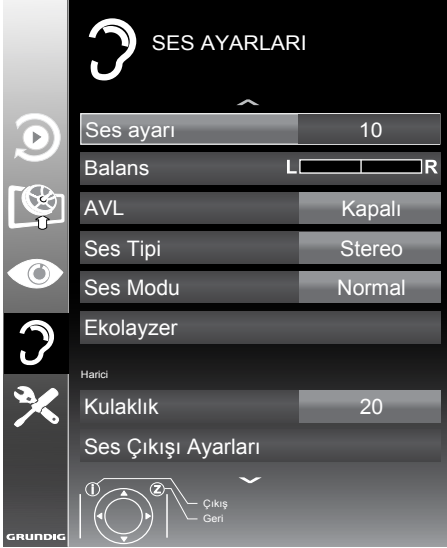 SES AYARLARI
Ses ayarı 10
Balans L R
AVL Kapalı
Ses Tipi Stereo
Ses Modu Normal
Ekolayzer
Harici
Kulaklık 20
Ses Çıkışı Ayarları
i Z
Çıkış
Geri
GRUNDIG